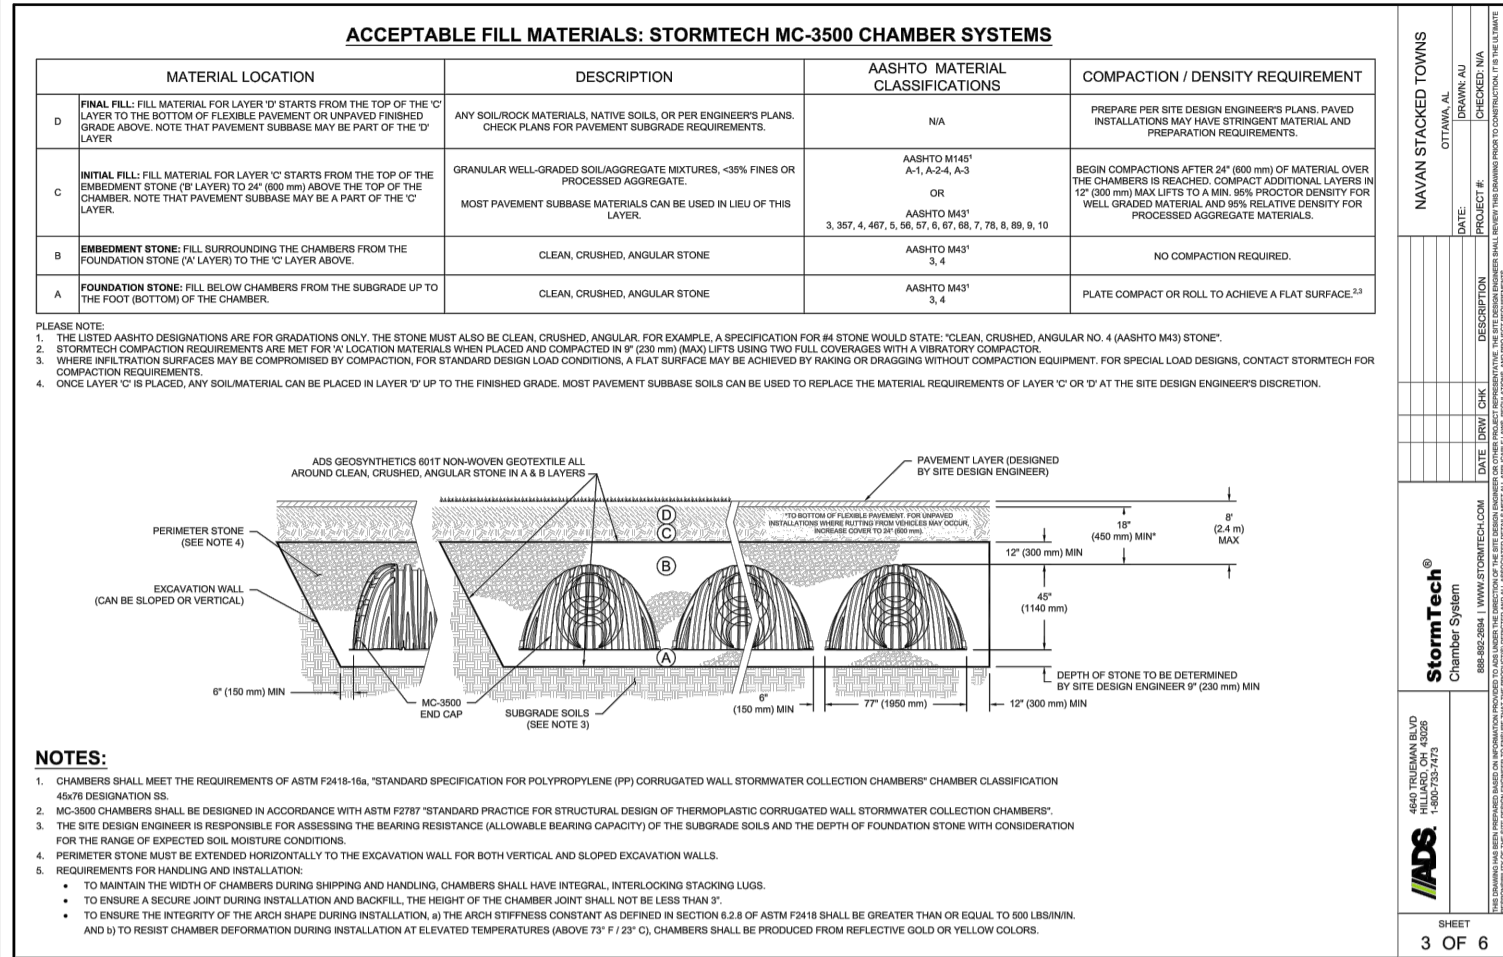 ACCEPTABLE FILL MATERIALS: STORMTECH MC-3500 CHAMBER SYSTEMS
MATERIAL LOCATION
DESCRIPTION
AASHTO MATERIAL
CLASSIFICATIONS
COMPACTION / DENSITY REQUIREMENT
D
FINAL FILL: FILL MATERIAL FOR LAYER 'D' STARTS FROM THE TOP OF THE 'C'
LAYER TO THE BOTTOM OF FLEXIBLE PAVEMENT OR UNPAVED FINISHED
GRADE ABOVE. NOTE THAT PAVEMENT SUBBASE MAY BE PART OF THE 'D'
LAYER
ANY SOIL/ROCK MATERIALS, NATIVE SOILS, OR PER ENGINEER'S PLANS.
CHECK PLANS FOR PAVEMENT SUBGRADE REQUIREMENTS.
N/A
PREPARE PER SITE DESIGN ENGINEER'S PLANS. PAVED
INSTALLATIONS MAY HAVE STRINGENT MATERIAL AND
PREPARATION REQUIREMENTS.
C
INITIAL FILL: FILL MATERIAL FOR LAYER 'C' STARTS FROM THE TOP OF THE
EMBEDMENT STONE ('B' LAYER) TO 24" (600 mm) ABOVE THE TOP OF THE
CHAMBER. NOTE THAT PAVEMENT SUBBASE MAY BE A PART OF THE 'C'
LAYER.
GRANULAR WELL-GRADED SOIL/AGGREGATE MIXTURES, <35% FINES OR
PROCESSED AGGREGATE.
MOST PAVEMENT SUBBASE MATERIALS CAN BE USED IN LIEU OF THIS
LAYER.
AASHTO M145¹
A-1, A-2-4, A-3
OR
AASHTO M43¹
3, 357, 4, 467, 5, 56, 57, 6, 67, 68, 7, 78, 8, 89, 9, 10
BEGIN COMPACTIONS AFTER 24" (600 mm) OF MATERIAL OVER
THE CHAMBERS IS REACHED. COMPACT ADDITIONAL LAYERS IN
12" (300 mm) MAX LIFTS TO A MIN. 95% PROCTOR DENSITY FOR
WELL GRADED MATERIAL AND 95% RELATIVE DENSITY FOR
PROCESSED AGGREGATE MATERIALS.
B
EMBEDMENT STONE: FILL SURROUNDING THE CHAMBERS FROM THE
FOUNDATION STONE ('A' LAYER) TO THE 'C' LAYER ABOVE.
CLEAN, CRUSHED, ANGULAR STONE
AASHTO M43¹
3, 4
NO COMPACTION REQUIRED.
A
FOUNDATION STONE: FILL BELOW CHAMBERS FROM THE SUBGRADE UP TO
THE FOOT (BOTTOM) OF THE CHAMBER.
CLEAN, CRUSHED, ANGULAR STONE
AASHTO M43¹
3, 4
PLATE COMPACT OR ROLL TO ACHIEVE A FLAT SURFACE.²,³
PLEASE NOTE:
1. THE LISTED AASHTO DESIGNATIONS ARE FOR GRADATIONS ONLY. THE STONE MUST ALSO BE CLEAN, CRUSHED, ANGULAR. FOR EXAMPLE, A SPECIFICATION FOR #4 STONE WOULD STATE: "CLEAN, CRUSHED, ANGULAR NO. 4 (AASHTO M43) STONE".
2. STORMTECH COMPACTION REQUIREMENTS ARE MET FOR 'A' LOCATION MATERIALS WHEN PLACED AND COMPACTED IN 9" (230 mm) (MAX) LIFTS USING TWO FULL COVERAGES WITH A VIBRATORY COMPACTOR.
3. WHERE INFILTRATION SURFACES MAY BE COMPROMISED BY COMPACTION, FOR STANDARD DESIGN LOAD CONDITIONS, A FLAT SURFACE MAY BE ACHIEVED BY RAKING OR DRAGGING WITHOUT COMPACTION EQUIPMENT. FOR SPECIAL LOAD DESIGNS, CONTACT STORMTECH FOR
COMPACTION REQUIREMENTS.
4. ONCE LAYER 'C' IS PLACED, ANY SOIL/MATERIAL CAN BE PLACED IN LAYER 'D' UP TO THE FINISHED GRADE. MOST PAVEMENT SUBBASE SOILS CAN BE USED TO REPLACE THE MATERIAL REQUIREMENTS OF LAYER 'C' OR 'D' AT THE SITE DESIGN ENGINEER'S DISCRETION.
ADS GEOSYNTHETICS 601T NON-WOVEN GEOTEXTILE ALL
AROUND CLEAN, CRUSHED, ANGULAR STONE IN A & B LAYERS
PAVEMENT LAYER (DESIGNED
BY SITE DESIGN ENGINEER)
PERIMETER STONE
(SEE NOTE 4)
EXCAVATION WALL
(CAN BE SLOPED OR VERTICAL)
D
C
B
A
*TO BOTTOM OF FLEXIBLE PAVEMENT. FOR UNPAVED
INSTALLATIONS WHERE RUTTING FROM VEHICLES MAY OCCUR,
INCREASE COVER TO 24" (600 mm).
18"
(450 mm) MIN*
8'
(2.4 m)
MAX
12" (300 mm) MIN
45"
(1140 mm)
DEPTH OF STONE TO BE DETERMINED
BY SITE DESIGN ENGINEER 9" (230 mm) MIN
6" (150 mm) MIN
MC-3500
END CAP
SUBGRADE SOILS
(SEE NOTE 3)
6"
(150 mm) MIN
77" (1950 mm)
12" (300 mm) MIN
NOTES:
1. CHAMBERS SHALL MEET THE REQUIREMENTS OF ASTM F2418-16a, "STANDARD SPECIFICATION FOR POLYPROPYLENE (PP) CORRUGATED WALL STORMWATER COLLECTION CHAMBERS" CHAMBER CLASSIFICATION
45x76 DESIGNATION SS.
2. MC-3500 CHAMBERS SHALL BE DESIGNED IN ACCORDANCE WITH ASTM F2787 "STANDARD PRACTICE FOR STRUCTURAL DESIGN OF THERMOPLASTIC CORRUGATED WALL STORMWATER COLLECTION CHAMBERS".
3. THE SITE DESIGN ENGINEER IS RESPONSIBLE FOR ASSESSING THE BEARING RESISTANCE (ALLOWABLE BEARING CAPACITY) OF THE SUBGRADE SOILS AND THE DEPTH OF FOUNDATION STONE WITH CONSIDERATION
FOR THE RANGE OF EXPECTED SOIL MOISTURE CONDITIONS.
4. PERIMETER STONE MUST BE EXTENDED HORIZONTALLY TO THE EXCAVATION WALL FOR BOTH VERTICAL AND SLOPED EXCAVATION WALLS.
5. REQUIREMENTS FOR HANDLING AND INSTALLATION:
• TO MAINTAIN THE WIDTH OF CHAMBERS DURING SHIPPING AND HANDLING, CHAMBERS SHALL HAVE INTEGRAL, INTERLOCKING STACKING LUGS.
• TO ENSURE A SECURE JOINT DURING INSTALLATION AND BACKFILL, THE HEIGHT OF THE CHAMBER JOINT SHALL NOT BE LESS THAN 3".
• TO ENSURE THE INTEGRITY OF THE ARCH SHAPE DURING INSTALLATION, a) THE ARCH STIFFNESS CONSTANT AS DEFINED IN SECTION 6.2.8 OF ASTM F2418 SHALL BE GREATER THAN OR EQUAL TO 500 LBS/IN/IN.
AND b) TO RESIST CHAMBER DEFORMATION DURING INSTALLATION AT ELEVATED TEMPERATURES (ABOVE 73° F / 23° C), CHAMBERS SHALL BE PRODUCED FROM REFLECTIVE GOLD OR YELLOW COLORS.
NAVAN STACKED TOWNS
OTTAWA, AL
DATE:
DRAWN: AU
PROJECT #:
CHECKED: N/A
DATE
DRW
CHK
DESCRIPTION
StormTech®
Chamber System
888-892-2694 | WWW.STORMTECH.COM
ADS.
4640 TRUEMAN BLVD
HILLIARD, OH 43026
1-800-733-7473
THIS DRAWING HAS BEEN PREPARED BASED ON INFORMATION PROVIDED TO ADS UNDER THE DIRECTION OF THE SITE DESIGN ENGINEER OR OTHER PROJECT REPRESENTATIVE. THE SITE DESIGN ENGINEER SHALL REVIEW THIS DRAWING PRIOR TO CONSTRUCTION. IT IS THE ULTIMATE
SHEET
3 OF 6